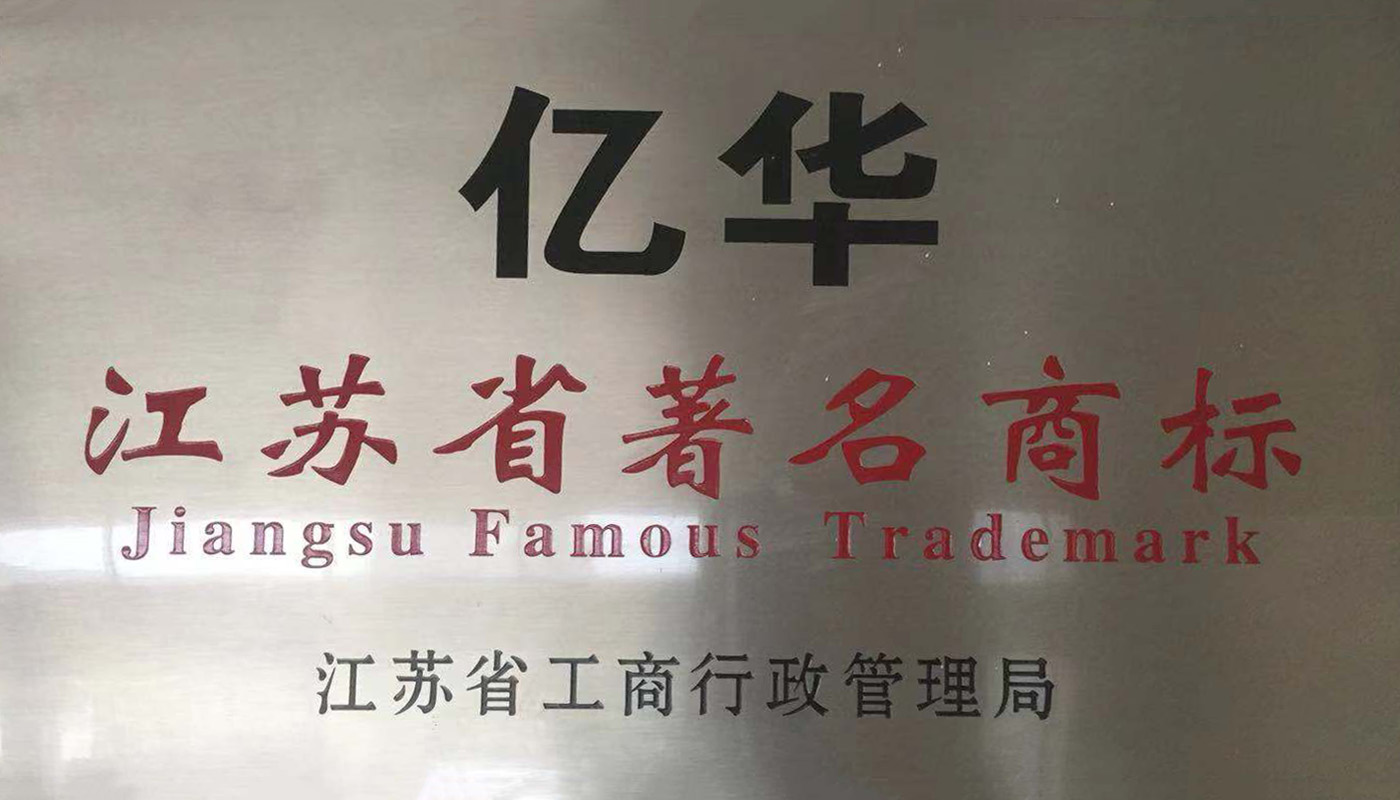 亿华
江苏省著名商标
Jiangsu Famous Trademark
江苏省工商行政管理局